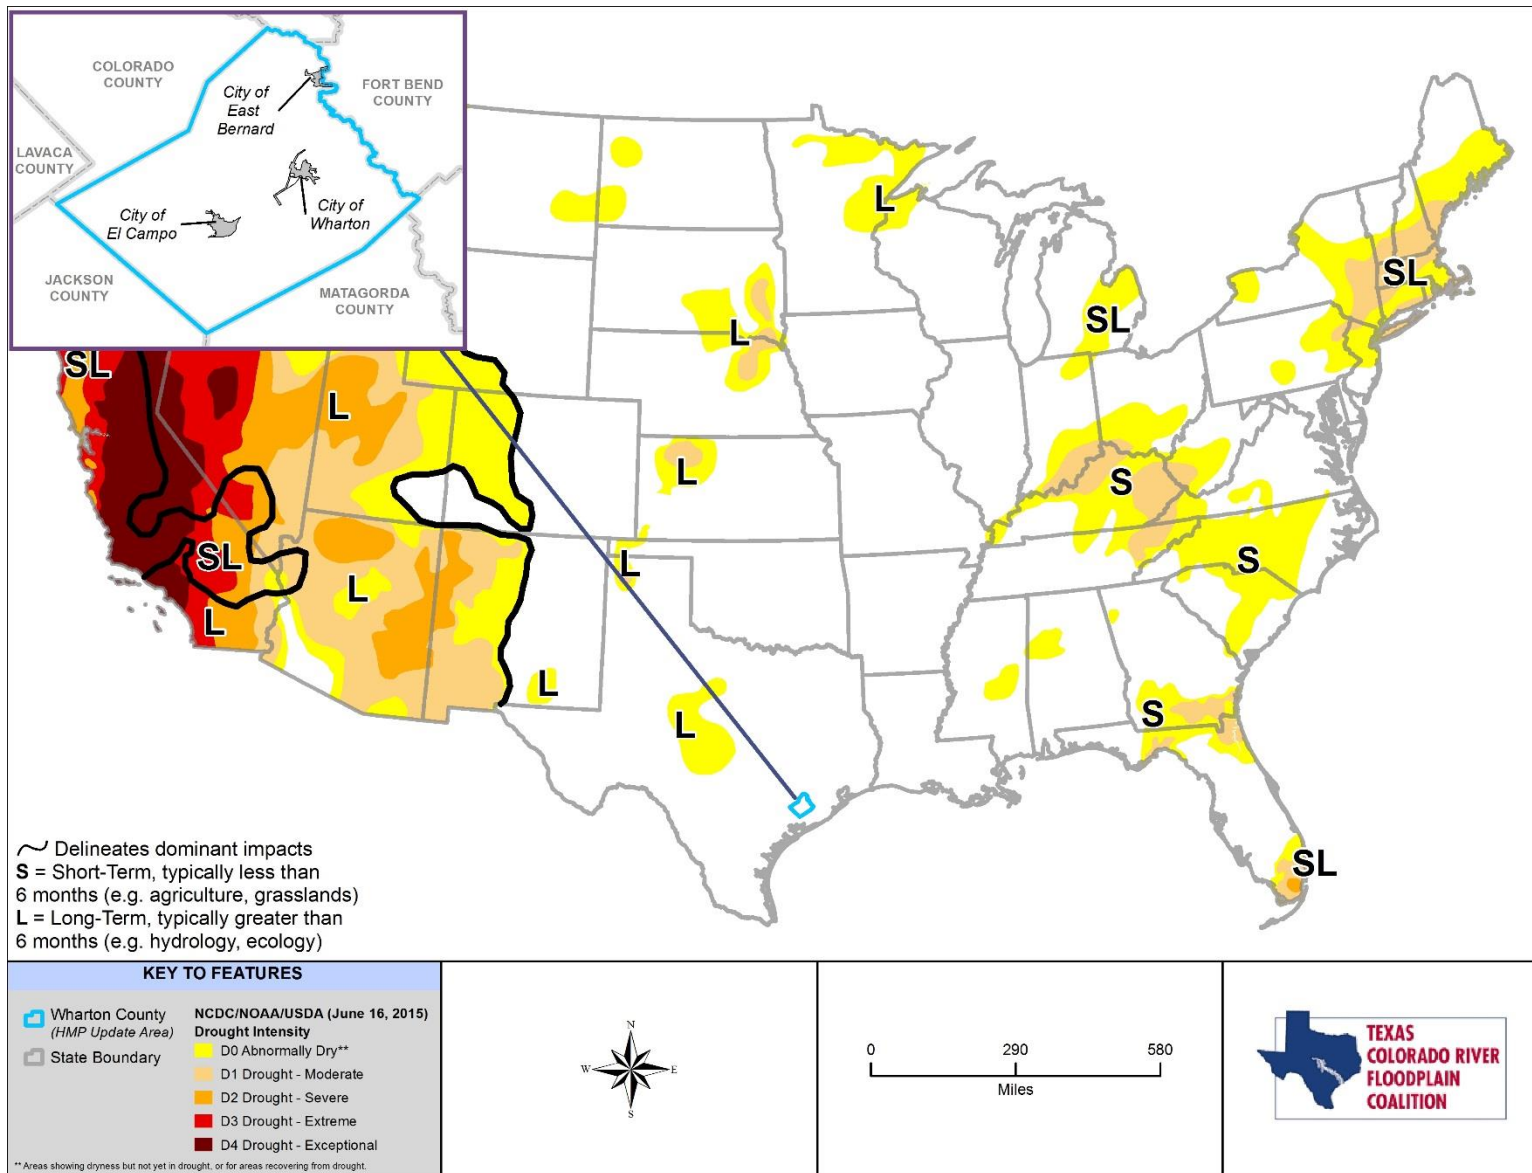 COLORADO
COUNTY
City of
East
Bernard
FORT BEND
COUNTY
LAVACA
COUNTY
City of
El Campo
City of
Wharton
JACKSON
COUNTY
MATAGORDA
COUNTY
L
SL
SL
L
SL
L
L
S
SL
L
L
L
S
L
L
S
SL
Delineates dominant impacts
S = Short-Term, typically less than
6 months (e.g. agriculture, grasslands)
L = Long-Term, typically greater than
6 months (e.g. hydrology, ecology)
KEY TO FEATURES
Wharton County
(HMP Update Area)
State Boundary
NCDC/NOAA/USDA (June 16, 2015)
Drought Intensity
D0 Abnormally Dry**
D1 Drought - Moderate
D2 Drought - Severe
D3 Drought - Extreme
D4 Drought - Exceptional
** Areas showing dryness but not yet in drought, or for areas recovering from drought.
N
W E
S
0 290 580
Miles
TEXAS
COLORADO RIVER
FLOODPLAIN
COALITION